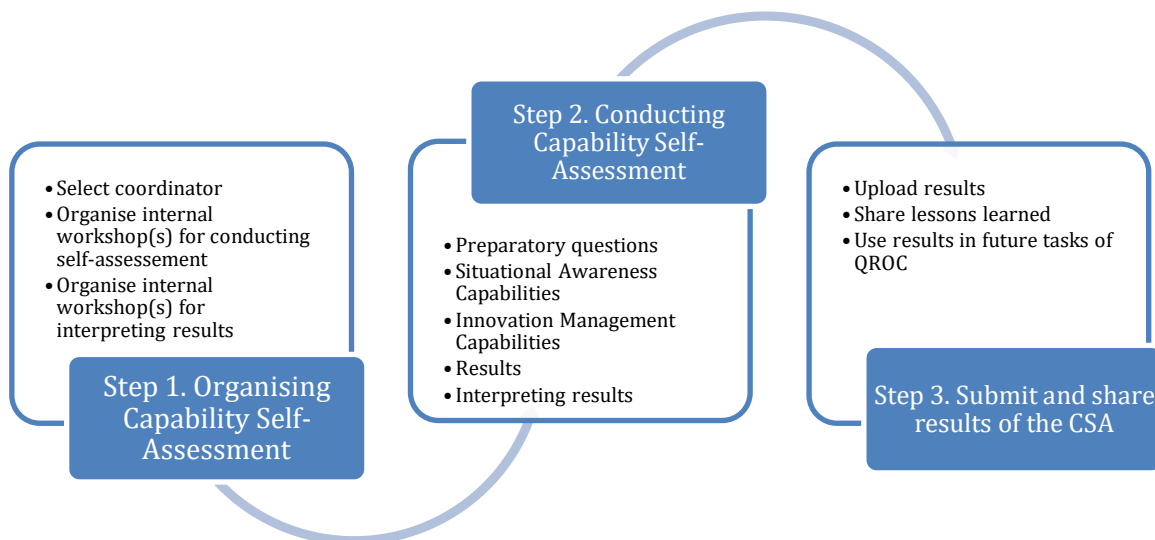 • Select coordinator
• Organise internal
workshop(s) for conducting
self-assessement
• Organise internal
workshop(s) for
interpreting results
Step 1. Organising
Capability Self-
Assessment
Step 2. Conducting
Capability Self-
Assessment
• Preparatory questions
• Situational Awareness
Capabilities
• Innovation Management
Capabilities
• Results
• Interpreting results
• Upload results
• Share lessons learned
• Use results in future tasks of
QROC
Step 3. Submit and share
results of the CSA